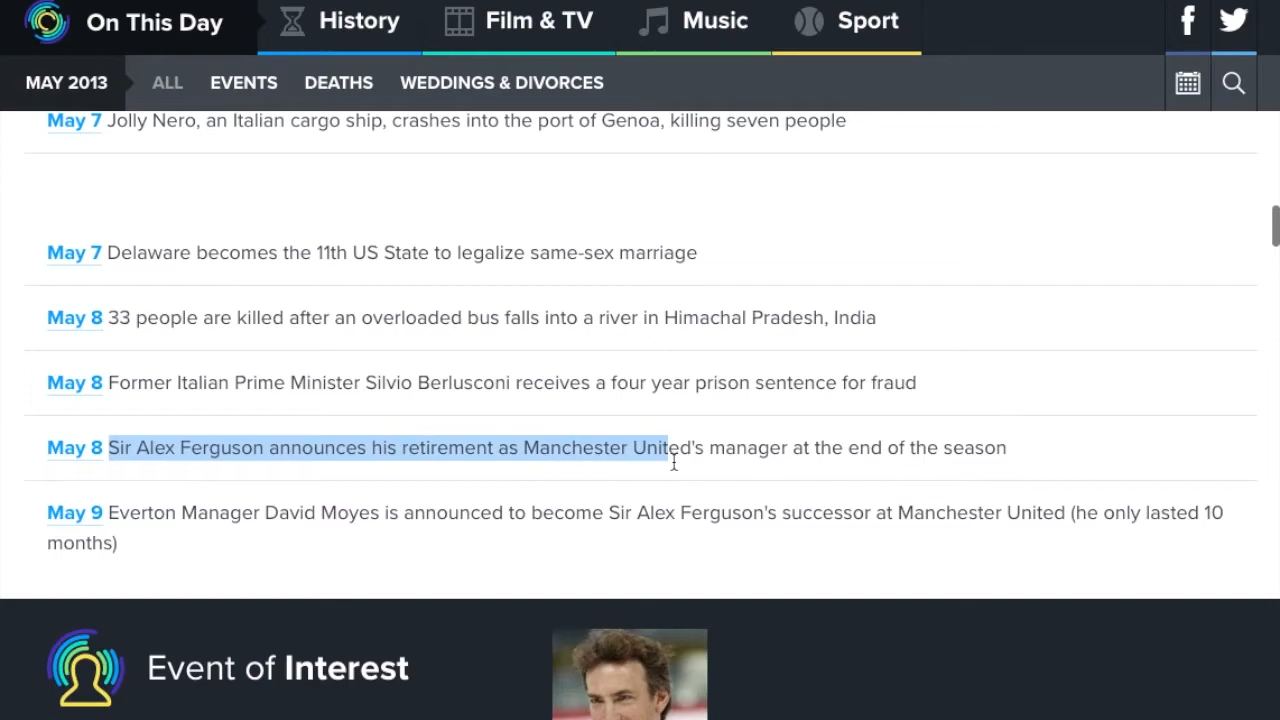 On This Day History Film & TV Music Sport
MAY 2013 ALL EVENTS DEATHS WEDDINGS & DIVORCES
May 7 Jolly Nero, an Italian cargo ship, crashes into the port of Genoa, killing seven people
May 7 Delaware becomes the 11th US State to legalize same-sex marriage
May 8 33 people are killed after an overloaded bus falls into a river in Himachal Pradesh, India
May 8 Former Italian Prime Minister Silvio Berlusconi receives a four year prison sentence for fraud
May 8 Sir Alex Ferguson announces his retirement as Manchester United's manager at the end of the season
May 9 Everton Manager David Moyes is announced to become Sir Alex Ferguson's successor at Manchester United (he only lasted 10
months)
Event of Interest